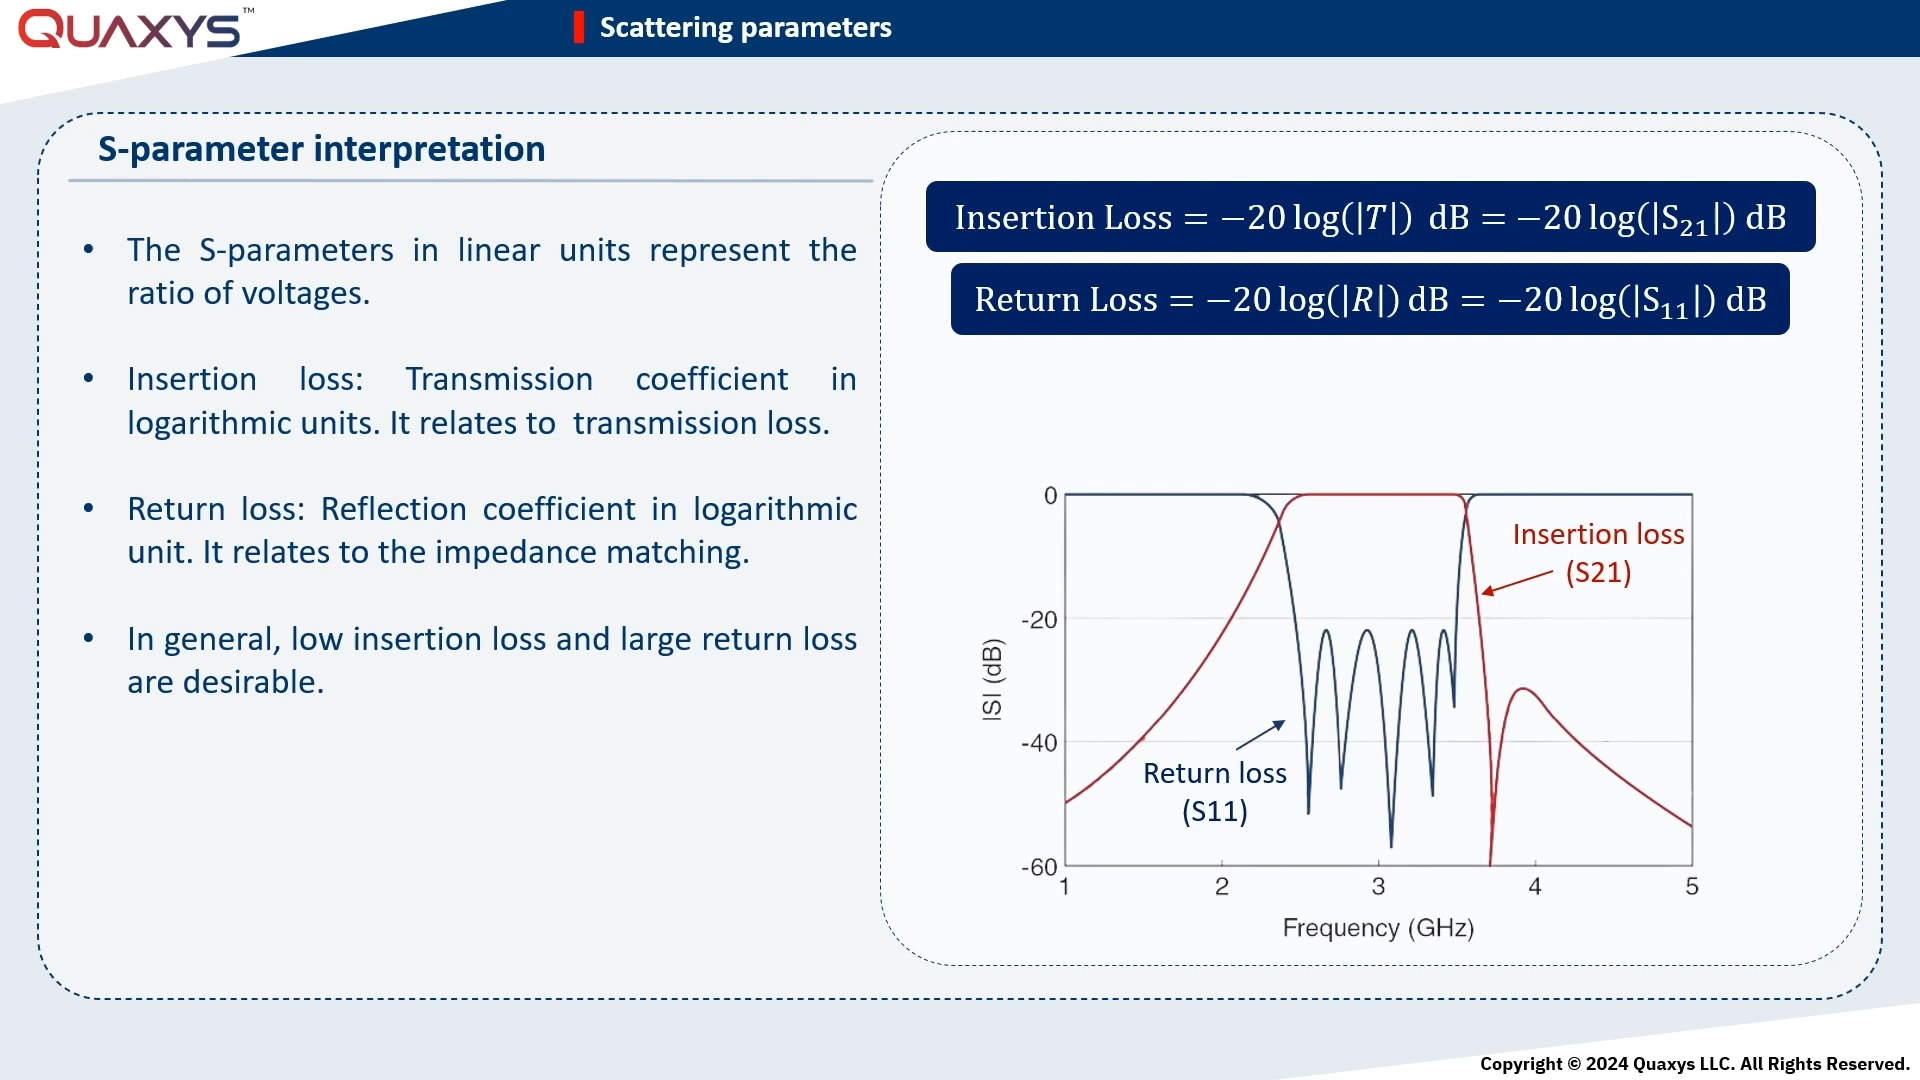 QUAXYS™
Scattering parameters
S-parameter interpretation
• The S-parameters in linear units represent the
ratio of voltages.
• Insertion loss: Transmission coefficient in
logarithmic units. It relates to transmission loss.
• Return loss: Reflection coefficient in logarithmic
unit. It relates to the impedance matching.
• In general, low insertion loss and large return loss
are desirable.
Insertion Loss = −20 log(|T|) dB = −20 log(|S₂₁|) dB
Return Loss = −20 log(|R|) dB = −20 log(|S₁₁|) dB
0
-20
-40
-60
|S| (dB)
Insertion loss
(S21)
Return loss
(S11)
1 2 3 4 5
Frequency (GHz)
Copyright © 2024 Quaxys LLC. All Rights Reserved.